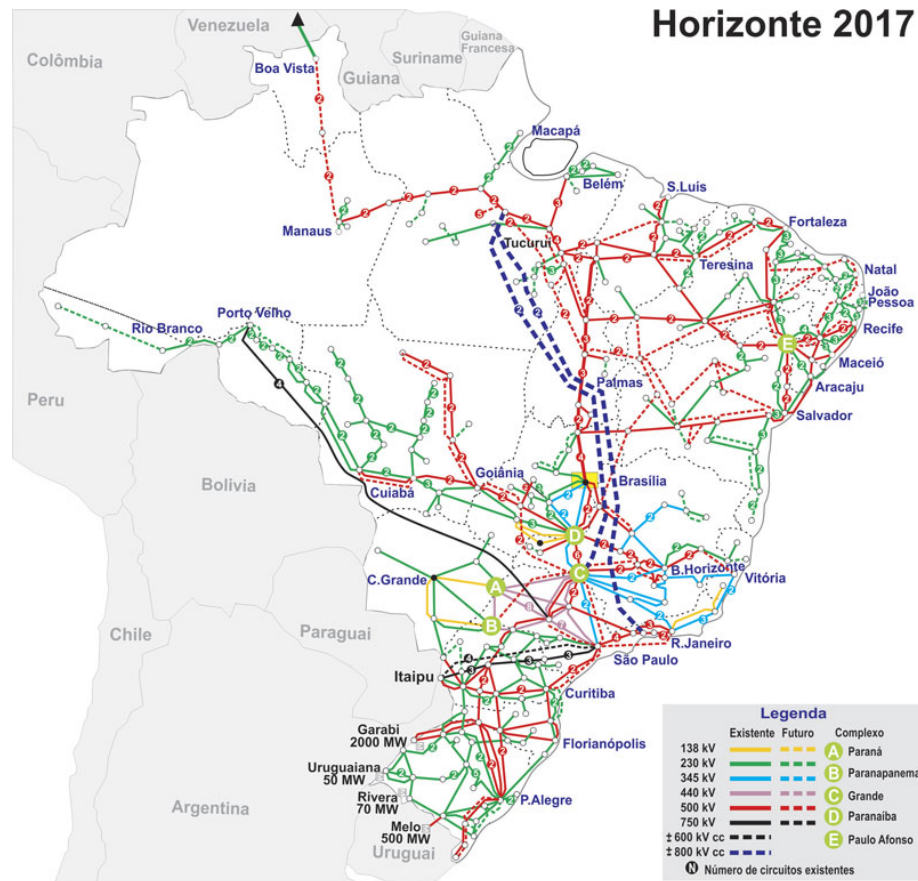 Horizonte 2017
Venezuela
Guiana
Francesa
Colômbia
Suriname
Guiana
Boa Vista
Macapá
Belém
S.Luís
Manaus
Fortaleza
Tucuruí
Teresina
Natal
João
Pessoa
Porto Velho
Rio Branco
Recife
E
Maceió
Peru
Palmas
Aracaju
Salvador
Goiânia
Brasília
Bolivia
Cuiabá
D
B.Horizonte
C
Vitória
C.Grande
A
Chile
Paraguai
B
R.Janeiro
São Paulo
Itaipu
Curitiba
Garabi
2000 MW
Florianópolis
Uruguaiana
50 MW
Rivera
70 MW
P.Alegre
Melo
500 MW
Argentina
Uruguai
Legenda
Existente Futuro Complexo
138 kV A Paraná
230 kV
345 kV B Paranapanema
440 kV C Grande
500 kV
750 kV D Paranaiba
±600 kV cc
±800 kV cc E Paulo Afonso
N Número de circuitos existentes